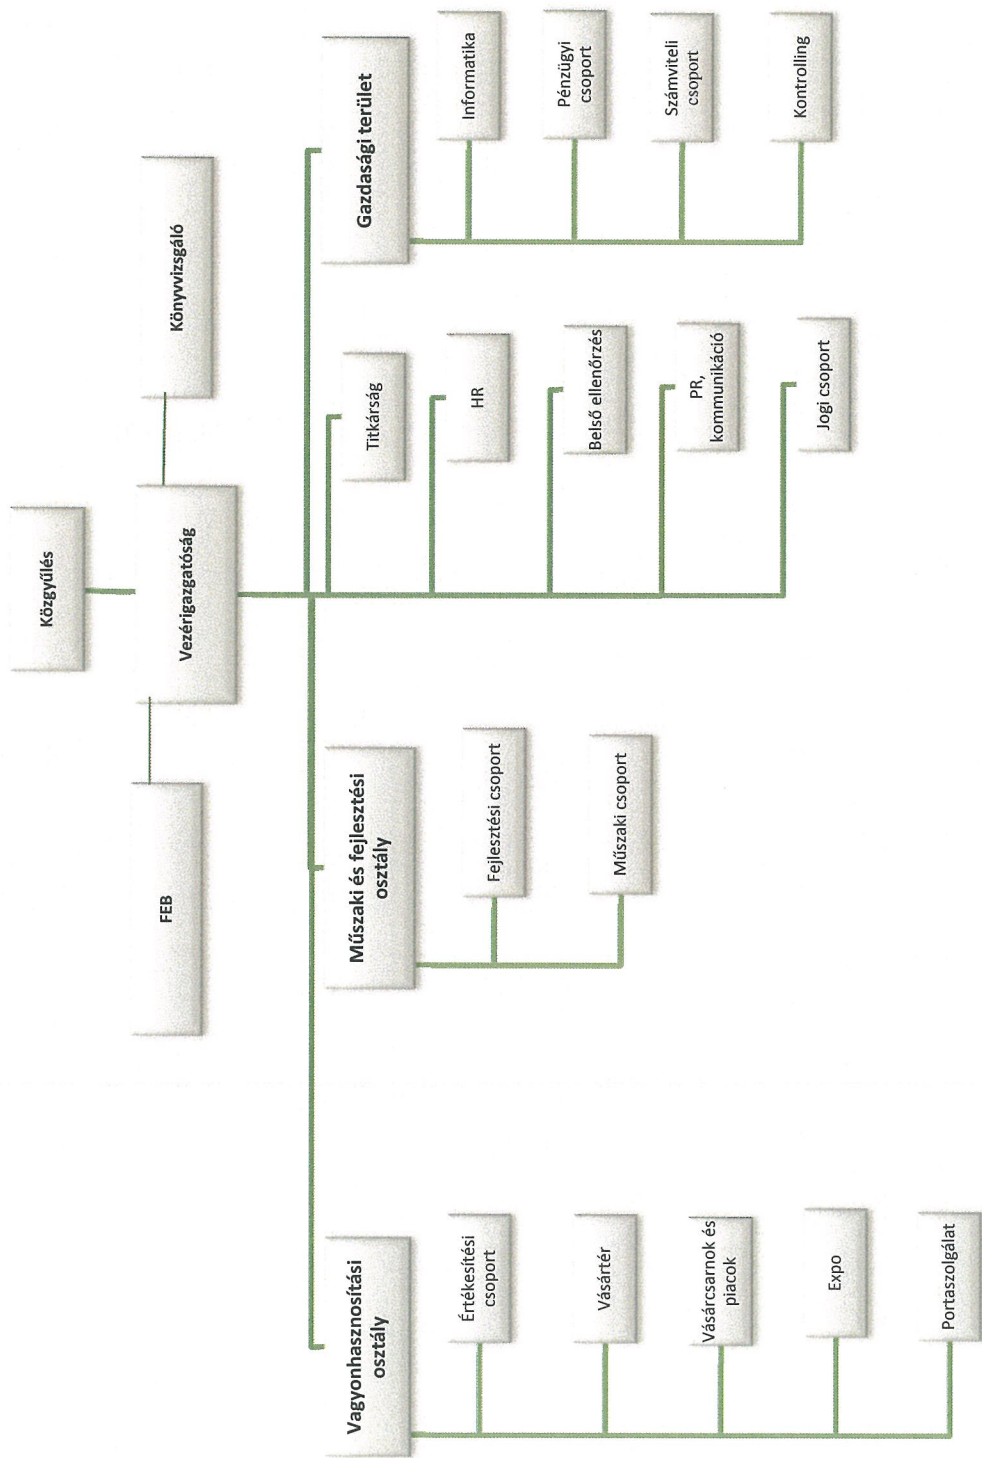 Közgyűlés
FEB
Vezérigazgatóság
Könyvvizsgáló
Vagyonhasznosítási
osztály
Értékesítési
csoport
Vásártér
Vásárcsarnok és
piacok
Expo
Portaszolgálat
Műszaki és fejlesztési
osztály
Fejlesztési csoport
Műszaki csoport
Titkárság
HR
Belső ellenőrzés
PR,
kommunikáció
Jogi csoport
Gazdasági terület
Informatika
Pénzügyi
csoport
Számviteli
csoport
Kontrolling